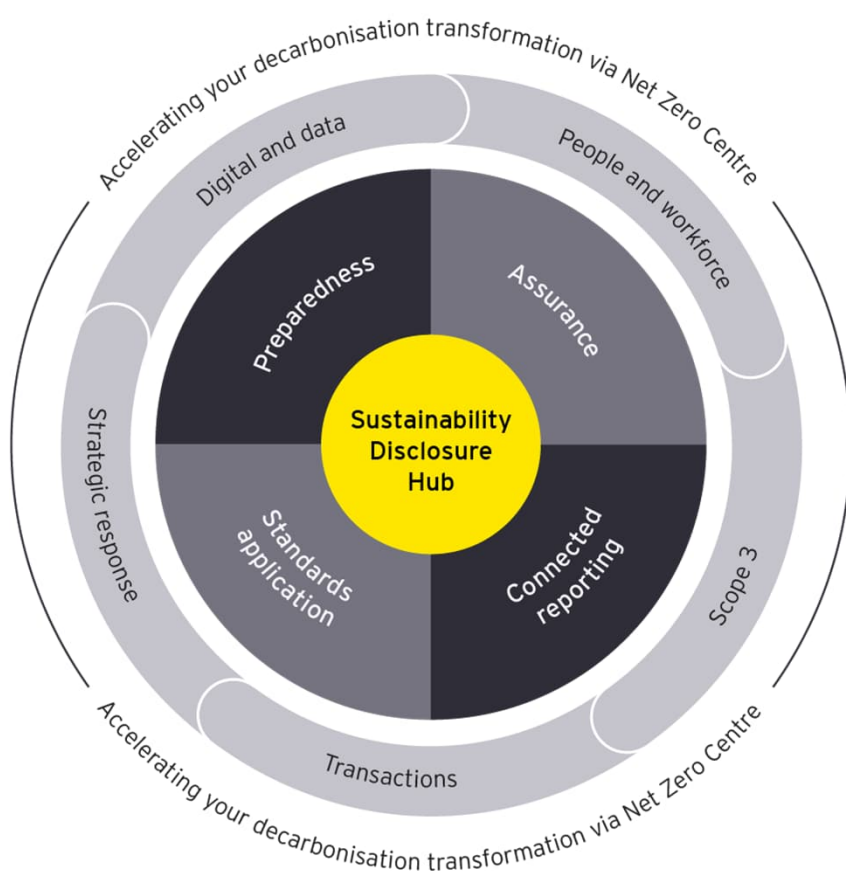 Accelerating your decarbonisation transformation via Net Zero Centre
Digital and data
People and workforce
Preparedness
Assurance
Sustainability
Disclosure
Hub
Strategic response
Standards
application
Connected
reporting
Scope 3
Transactions
Accelerating your decarbonisation transformation via Net Zero Centre